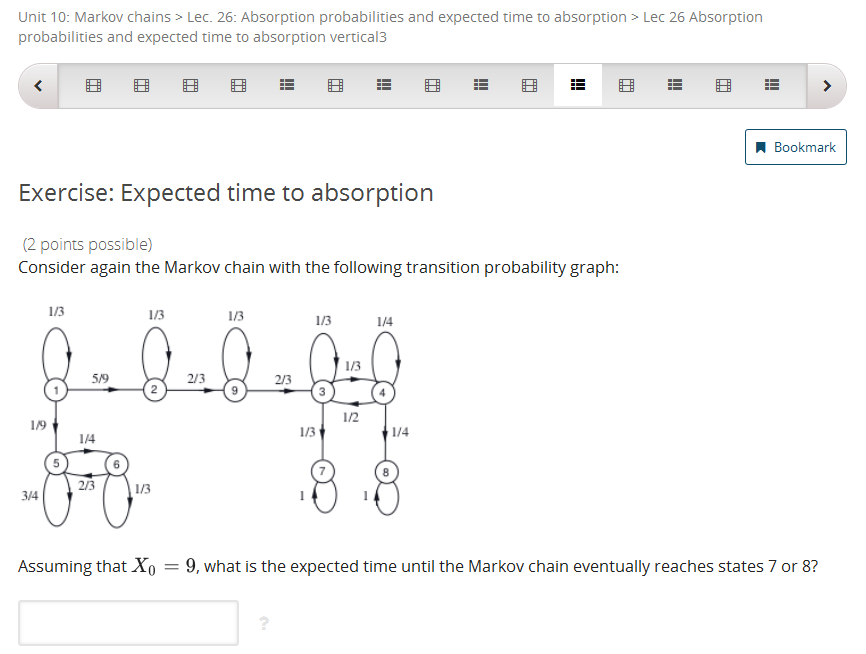 Unit 10: Markov chains > Lec. 26: Absorption probabilities and expected time to absorption > Lec 26 Absorption
probabilities and expected time to absorption vertical3
Bookmark
Exercise: Expected time to absorption
(2 points possible)
Consider again the Markov chain with the following transition probability graph:
1/3 1/3 1/3 1/3 1/4
1/3
5/9 2/3 2/3
1 2 9 3 4
1/9 1/2
1/4 1/3 1/4
5 6 7 8
2/3 1/3
3/4 1 1
Assuming that X0 = 9, what is the expected time until the Markov chain eventually reaches states 7 or 8?
?